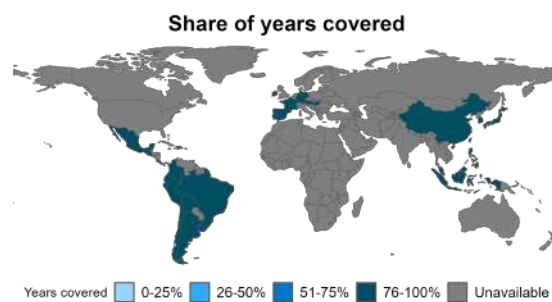 Share of years covered
Years covered 0-25% 26-50% 51-75% 76-100% Unavailable